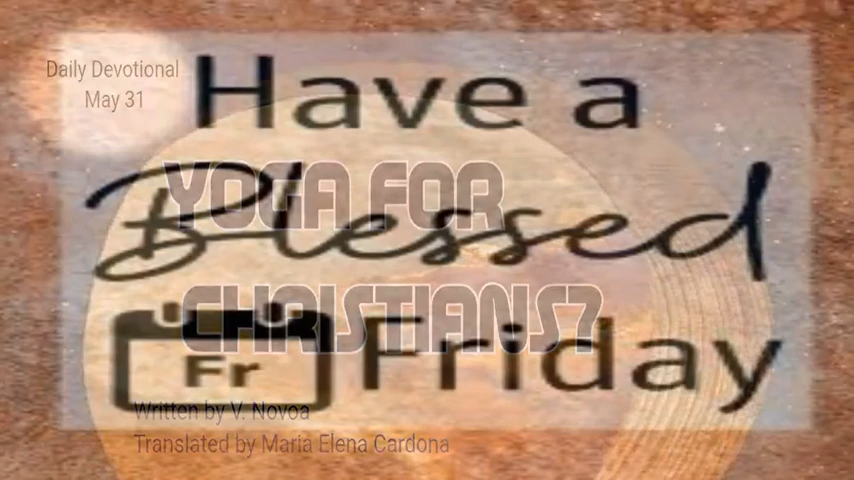 Daily Devotional
May 31
Have a
Blessed
Fr
Friday
YOGA FOR
CHRISTIANS?
Written by V. Novoa
Translated by Maria Elena Cardona